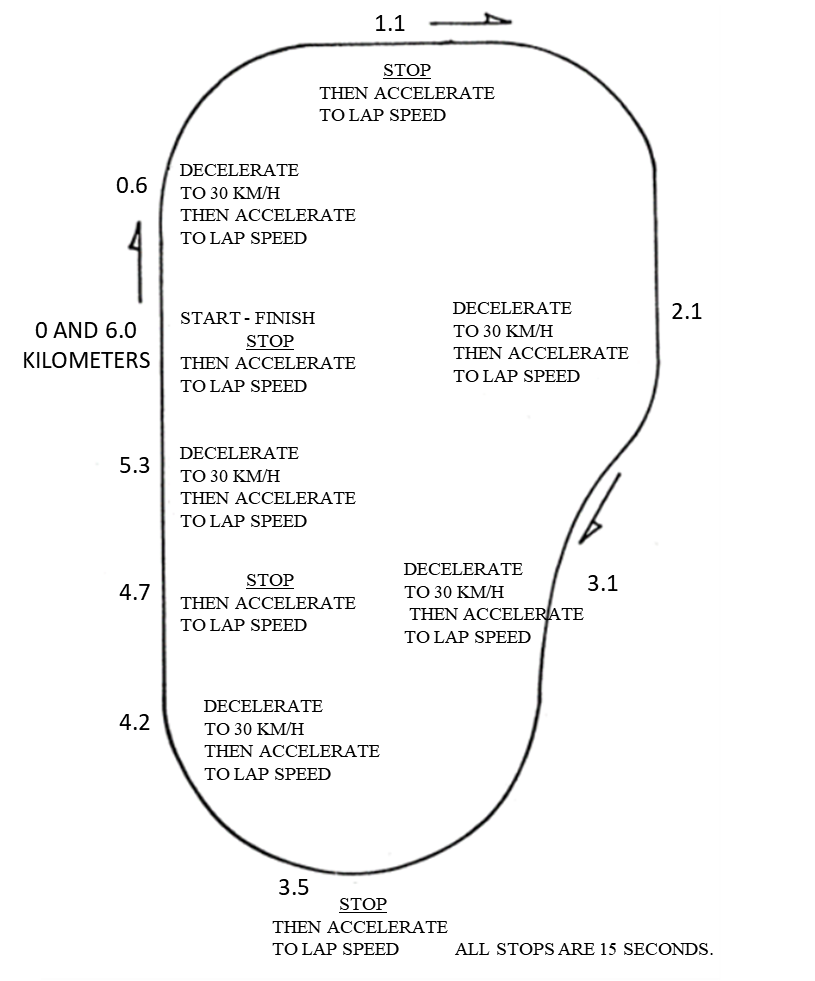 1.1
STOP
THEN ACCELERATE
TO LAP SPEED
0.6
DECELERATE
TO 30 KM/H
THEN ACCELERATE
TO LAP SPEED
0 AND 6.0
KILOMETERS
START - FINISH
STOP
THEN ACCELERATE
TO LAP SPEED
DECELERATE
TO 30 KM/H
THEN ACCELERATE
TO LAP SPEED
2.1
5.3
DECELERATE
TO 30 KM/H
THEN ACCELERATE
TO LAP SPEED
4.7
STOP
THEN ACCELERATE
TO LAP SPEED
DECELERATE
TO 30 KM/H
THEN ACCELERATE
TO LAP SPEED
3.1
4.2
DECELERATE
TO 30 KM/H
THEN ACCELERATE
TO LAP SPEED
3.5
STOP
THEN ACCELERATE
TO LAP SPEED
ALL STOPS ARE 15 SECONDS.